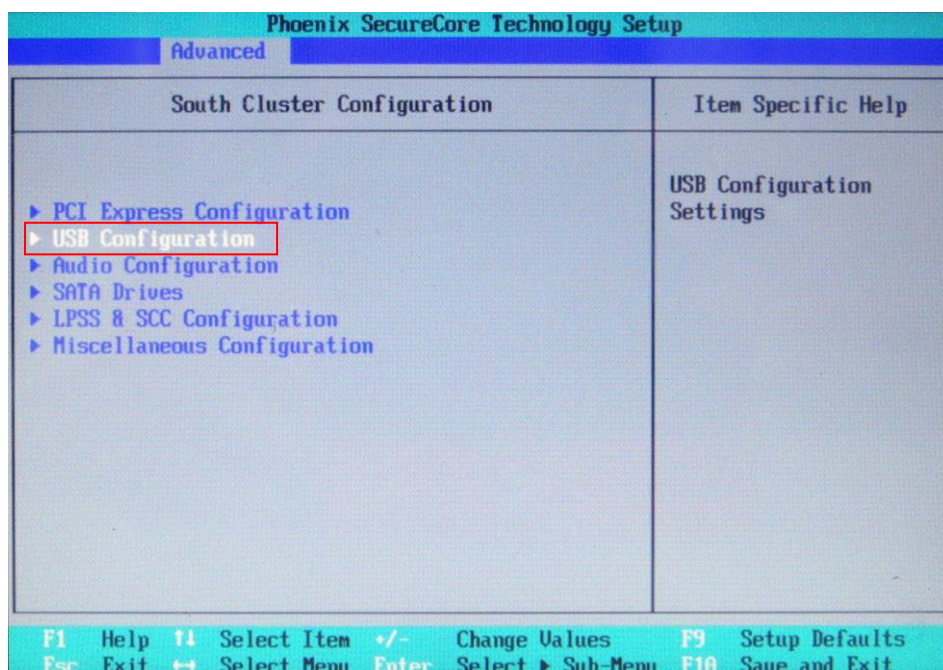 Phoenix SecureCore Technology Setup
Advanced
South Cluster Configuration
Item Specific Help
▶ PCI Express Configuration
▶ USB Configuration
▶ Audio Configuration
▶ SATA Drives
▶ LPSS & SCC Configuration
▶ Miscellaneous Configuration
USB Configuration
Settings
F1 Help ↑↓ Select Item +/- Change Values F9 Setup Defaults
Esc Exit ↔ Select Menu Enter Select ▶ Sub-Menu F10 Save and Exit